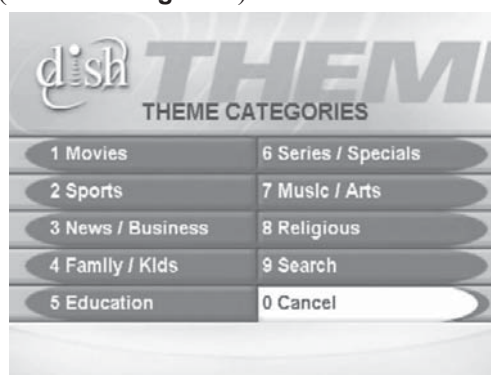 dish
THEME
THEME CATEGORIES
1 Movies
2 Sports
3 News / Business
4 Family / Kids
5 Education
6 Series / Specials
7 Music / Arts
8 Religious
9 Search
0 Cancel